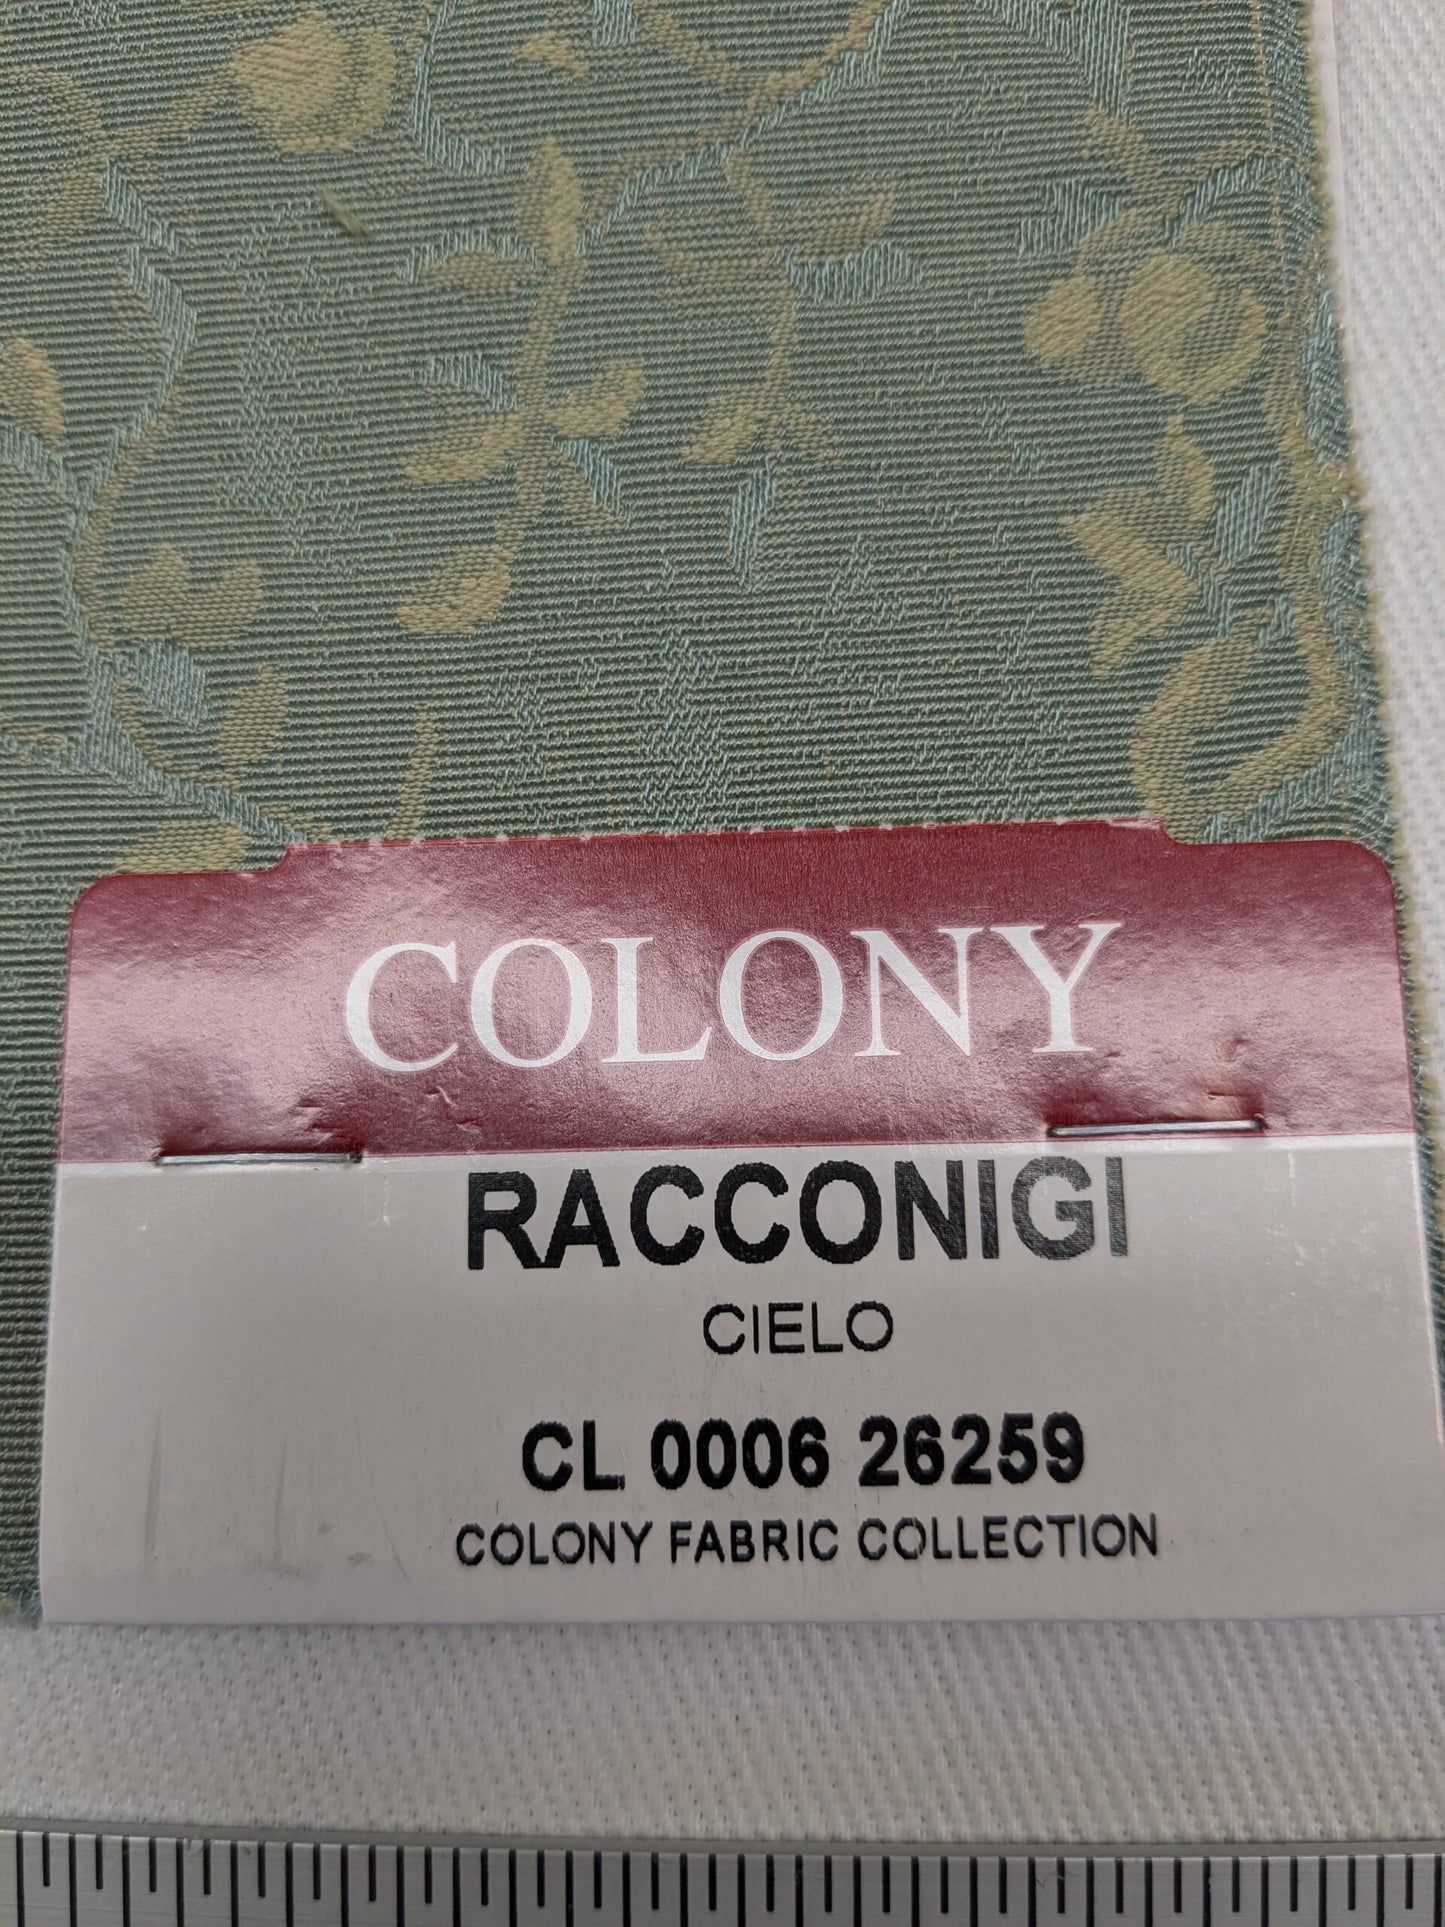 COLONY
RACCONIGI
CIELO
CL 0006 26259
COLONY FABRIC COLLECTION